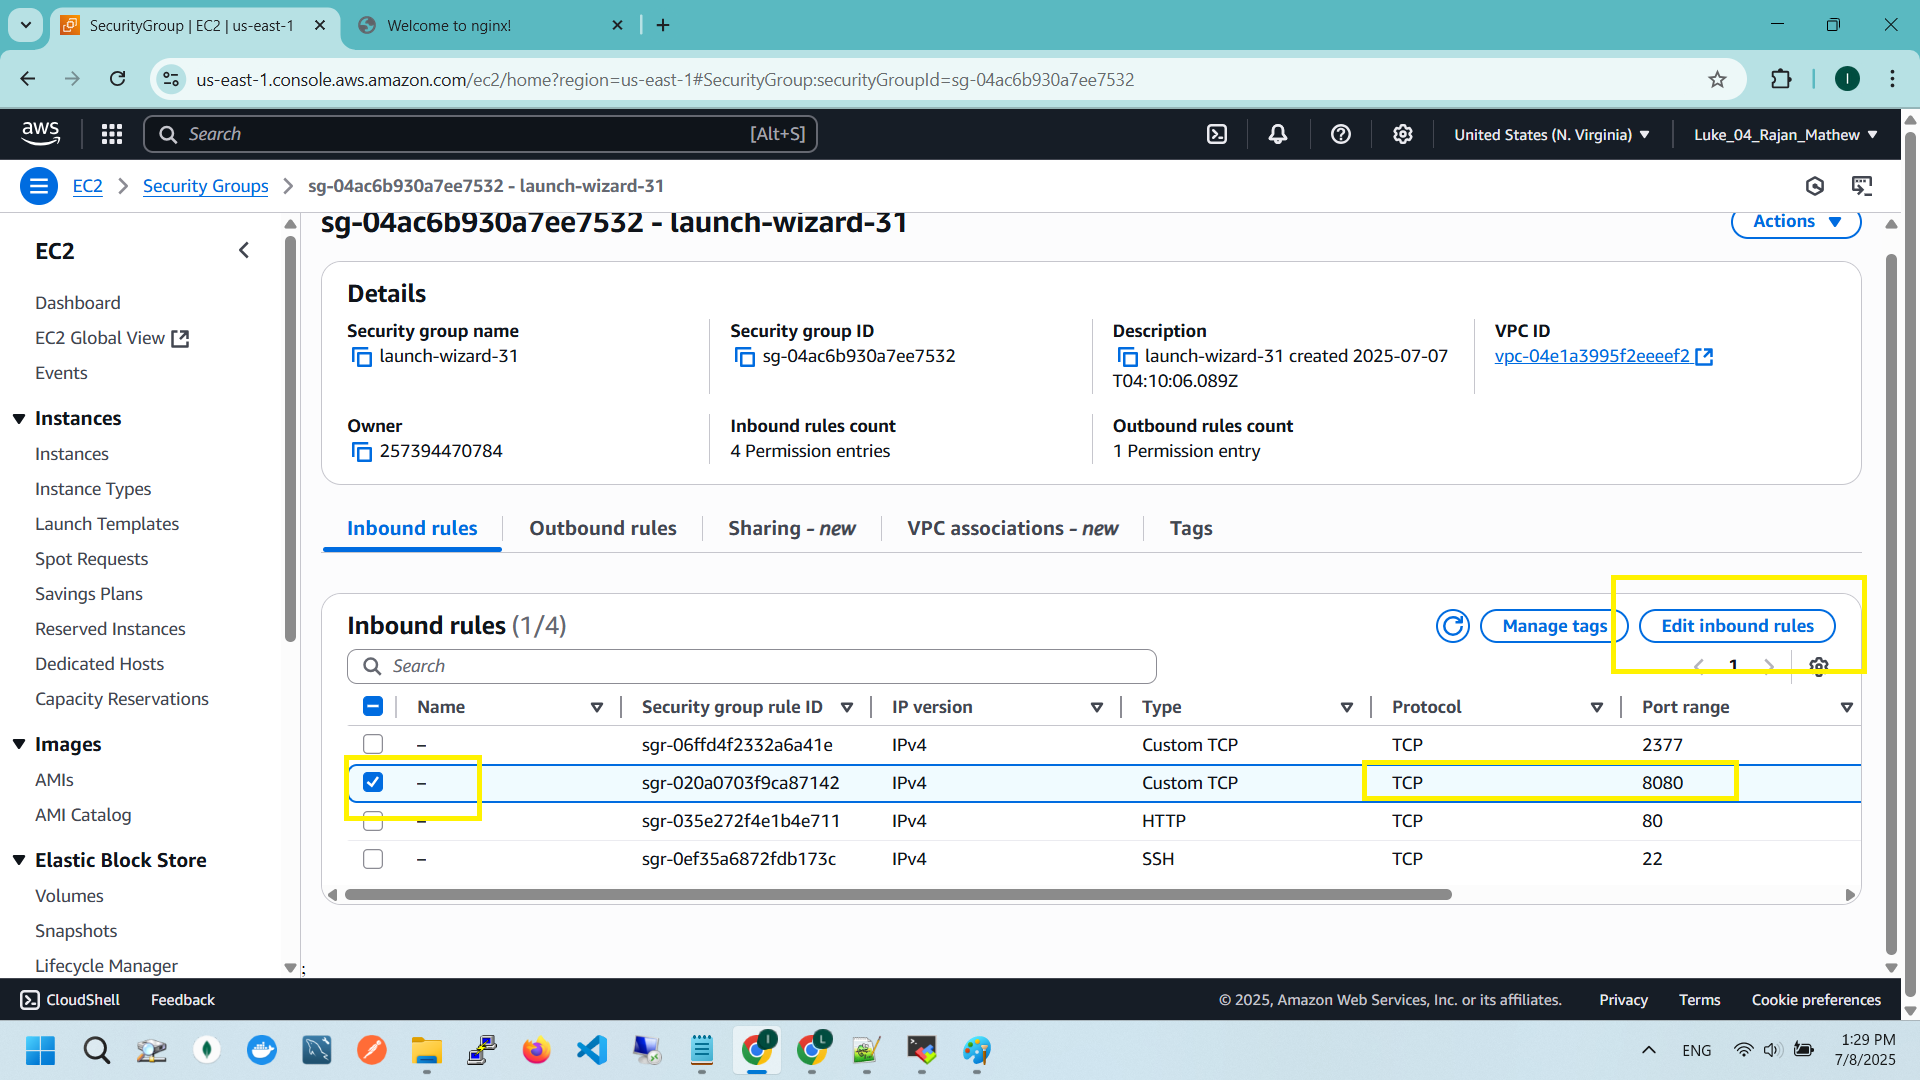 SecurityGroup | EC2 | us-east-1
Welcome to nginx!
us-east-1.console.aws.amazon.com/ec2/home?region=us-east-1#SecurityGroup:securityGroupId=sg-04ac6b930a7ee7532
I
aws
Search
[Alt+S]
United States (N. Virginia)
Luke_04_Rajan_Mathew
EC2
Security Groups
sg-04ac6b930a7ee7532 - launch-wizard-31
EC2
Dashboard
EC2 Global View
Events
Instances
Instances
Instance Types
Launch Templates
Spot Requests
Savings Plans
Reserved Instances
Dedicated Hosts
Capacity Reservations
Images
AMIs
AMI Catalog
Elastic Block Store
Volumes
Snapshots
Lifecycle Manager
sg-04ac6b930a7ee7532 - launch-wizard-31
Actions
Details
Security group name
launch-wizard-31
Security group ID
sg-04ac6b930a7ee7532
Description
launch-wizard-31 created 2025-07-07
T04:10:06.089Z
VPC ID
vpc-04e1a3995f2eeeef2
Owner
257394470784
Inbound rules count
4 Permission entries
Outbound rules count
1 Permission entry
Inbound rules
Outbound rules
Sharing - new
VPC associations - new
Tags
Inbound rules (1/4)
Manage tags
Edit inbound rules
Search
1
Name Security group rule ID IP version Type Protocol Port range
– sgr-06ffd4f2332a6a41e IPv4 Custom TCP TCP 2377
– sgr-020a0703f9ca87142 IPv4 Custom TCP TCP 8080
– sgr-035e272f4e1b4e711 IPv4 HTTP TCP 80
– sgr-0ef35a6872fdb173c IPv4 SSH TCP 22
;
CloudShell
Feedback
© 2025, Amazon Web Services, Inc. or its affiliates.
Privacy
Terms
Cookie preferences
I
L
ENG
1:29 PM
7/8/2025